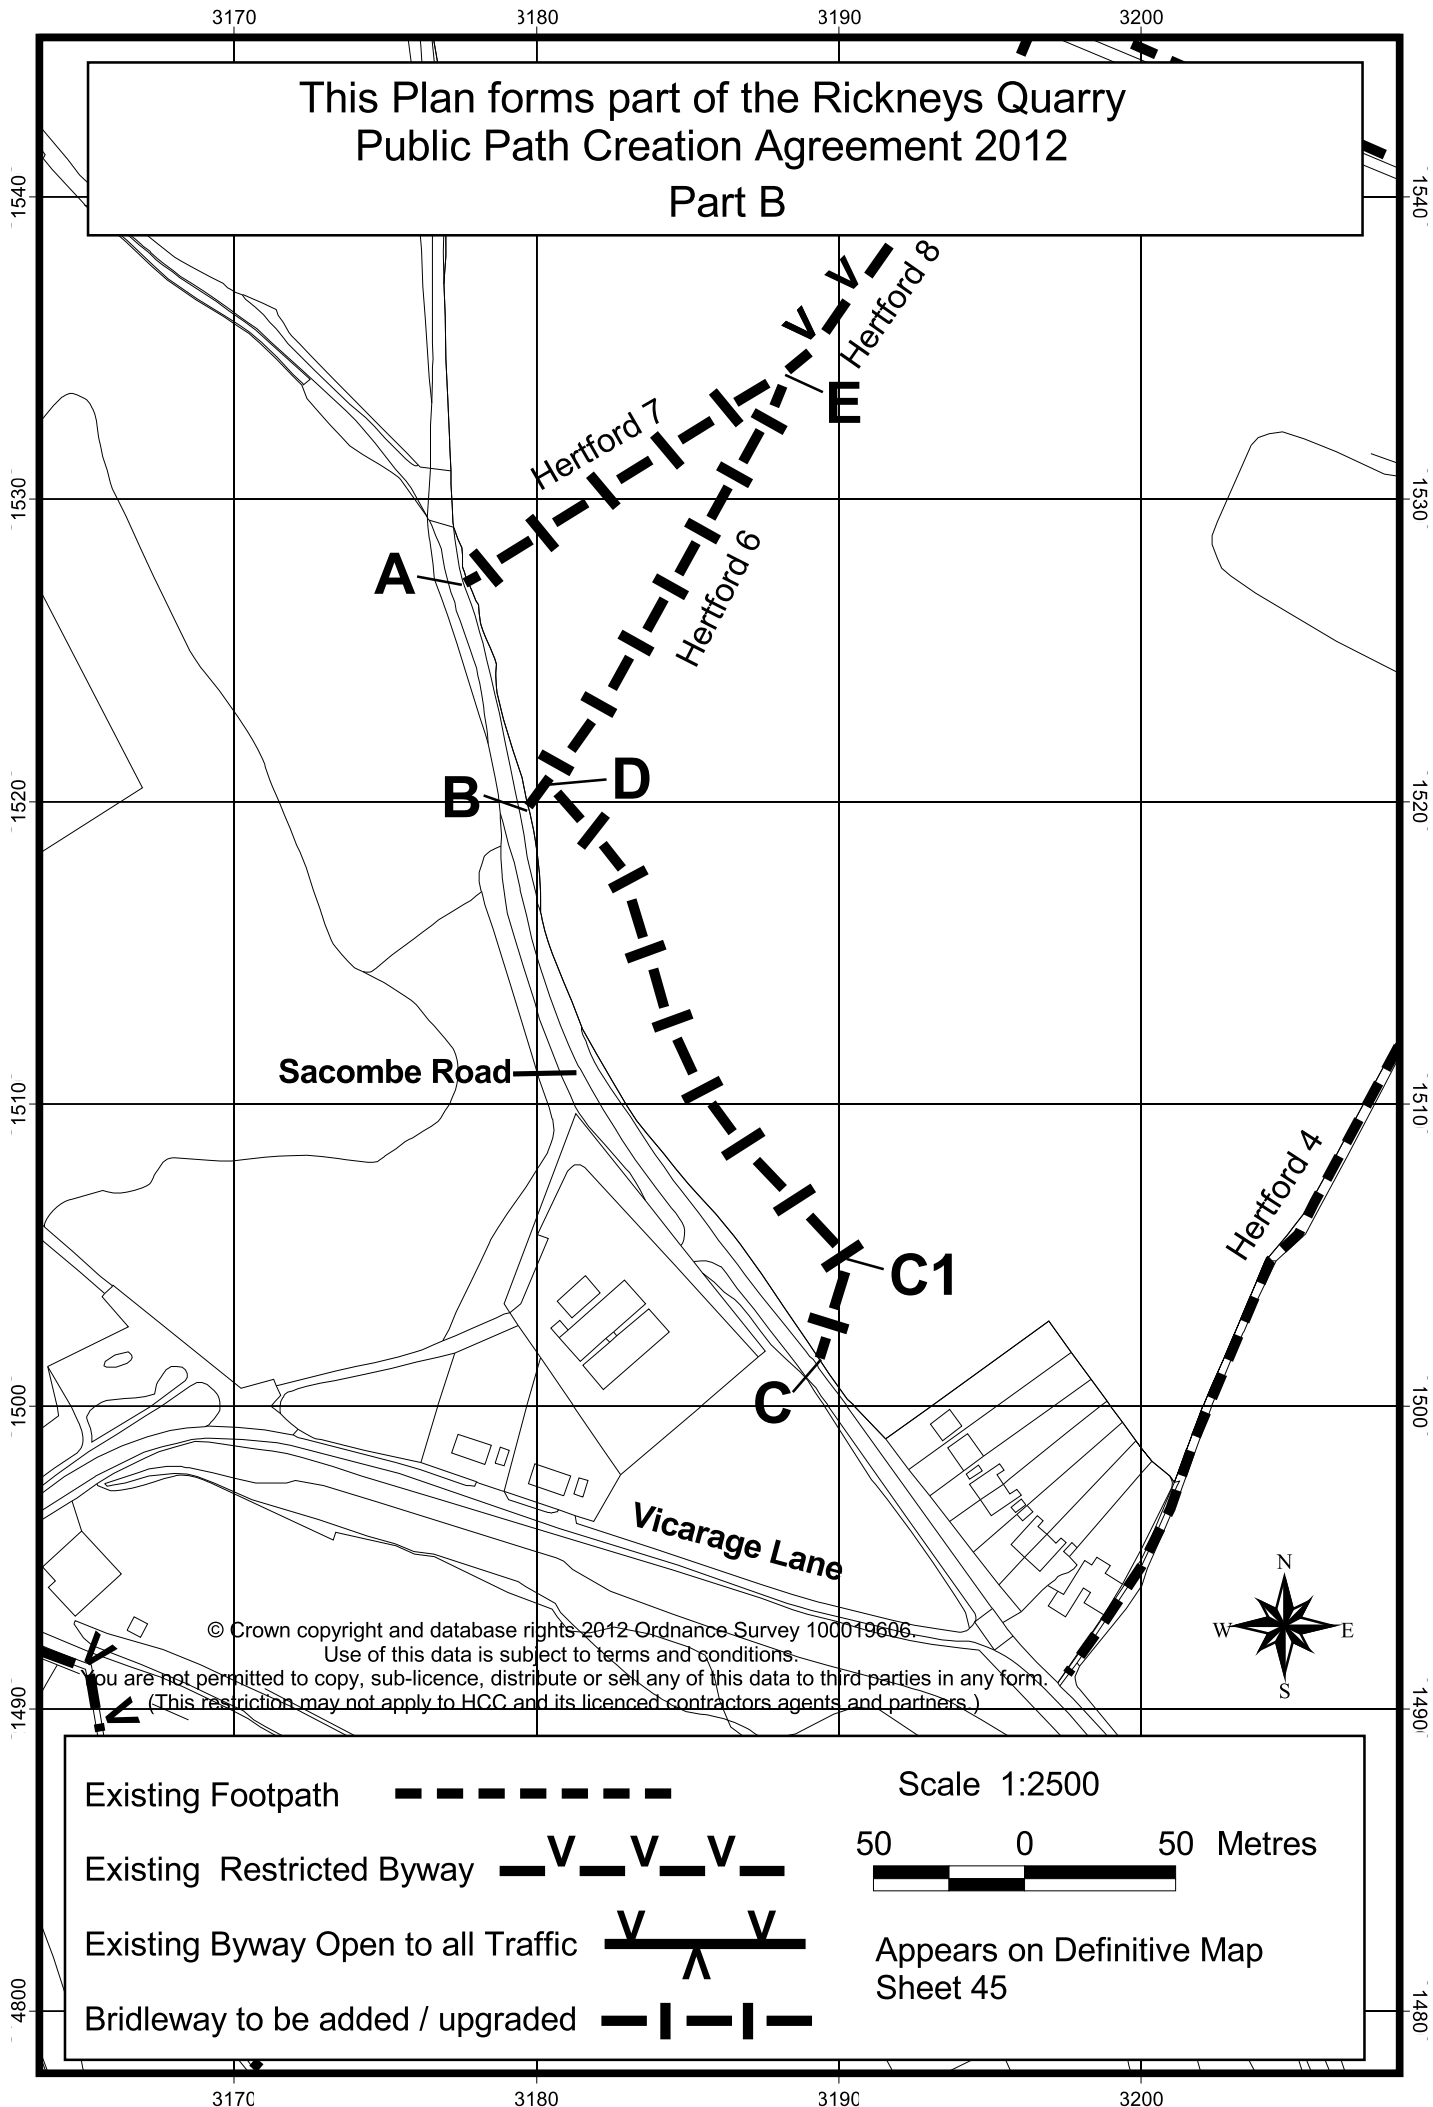 3170 3180 3190 3200
This Plan forms part of the Rickneys Quarry
Public Path Creation Agreement 2012
Part B
1540 1540
Hertford 8
E
Hertford 7
1530 1530
A
Hertford 6
D
B
1520 1520
Sacombe Road
1510 1510
Hertford 4
C1
C
1500 1500
Vicarage Lane
N
W E
S
© Crown copyright and database rights 2012 Ordnance Survey 100019606.
Use of this data is subject to terms and conditions.
You are not permitted to copy, sub-licence, distribute or sell any of this data to third parties in any form.
(This restriction may not apply to HCC and its licenced contractors agents and partners.)
1490 1490
Existing Footpath
Scale 1:2500
50 0 50 Metres
Existing Restricted Byway
Existing Byway Open to all Traffic
Appears on Definitive Map
Sheet 45
Bridleway to be added / upgraded
4800 1480
3170 3180 3190 3200